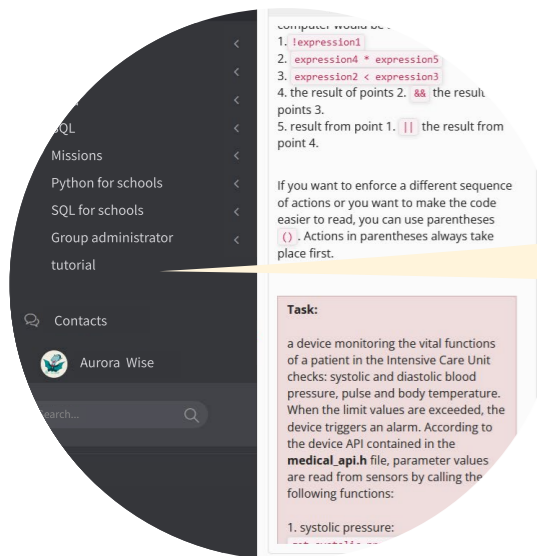 SQL
Missions
Python for schools
SQL for schools
Group administrator
tutorial
Contacts
Aurora Wise
computer would be
1. !expression1
2. expression4 * expression5
3. expression2 < expression3
4. the result of points 2. && the result
points 3.
5. result from point 1. || the result from
point 4.
If you want to enforce a different sequence
of actions or you want to make the code
easier to read, you can use parentheses
(). Actions in parentheses always take
place first.
Task:
a device monitoring the vital functions
of a patient in the Intensive Care Unit
checks: systolic and diastolic blood
pressure, pulse and body temperature.
When the limit values are exceeded, the
device triggers an alarm. According to
the device API contained in the
medical_api.h file, parameter values
are read from sensors by calling the
following functions:
1. systolic pressure: